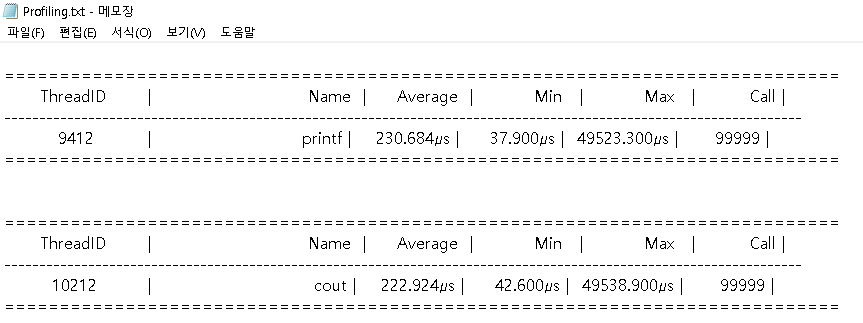 Profiling.txt - 메모장
파일(F) 편집(E) 서식(O) 보기(V) 도움말
================================================================================
ThreadID | Name | Average | Min | Max | Call |
--------------------------------------------------------------------------------
9412 | printf | 230.684µs | 37.900µs | 49523.300µs | 99999 |
================================================================================
================================================================================
ThreadID | Name | Average | Min | Max | Call |
--------------------------------------------------------------------------------
10212 | cout | 222.924µs | 42.600µs | 49538.900µs | 99999 |
================================================================================